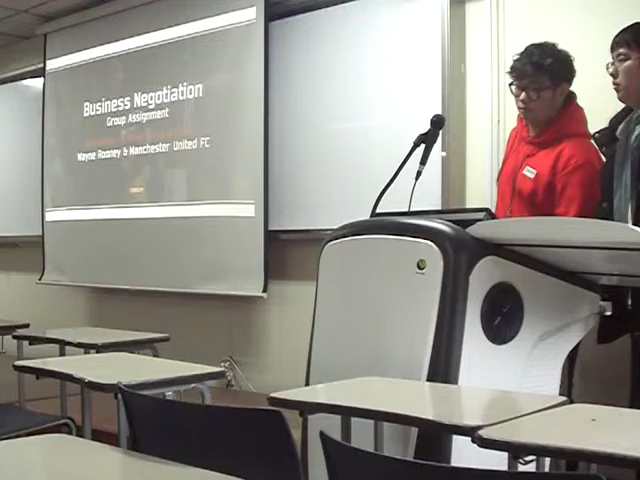 Business Negotiation
Group Assignment
Wayne Rooney & Manchester United FC